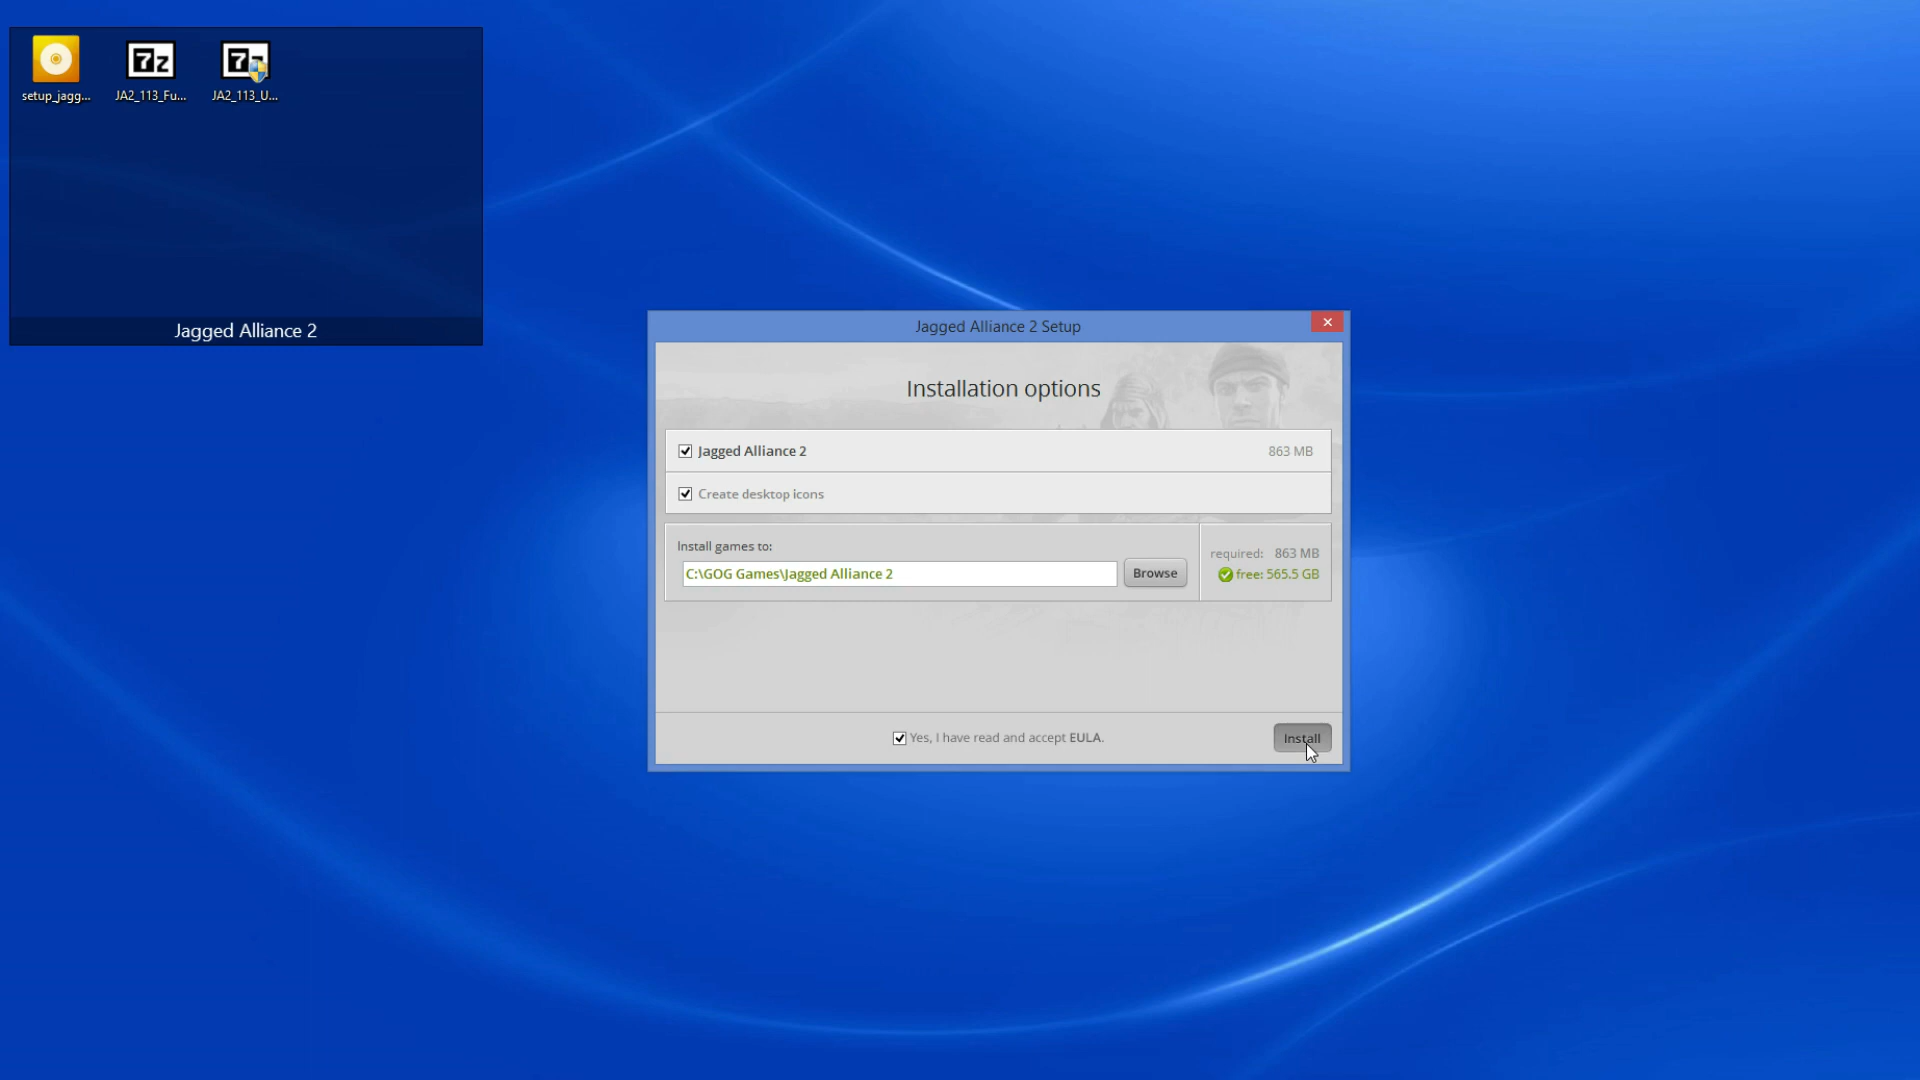 setup_jagg...
JA2_113_Fu...
JA2_113_U...
Jagged Alliance 2
Jagged Alliance 2 Setup
Installation options
Jagged Alliance 2
863 MB
Create desktop icons
Install games to:
C:\GOG Games\Jagged Alliance 2
Browse
required: 863 MB
free: 565.5 GB
Yes, I have read and accept EULA.
Install